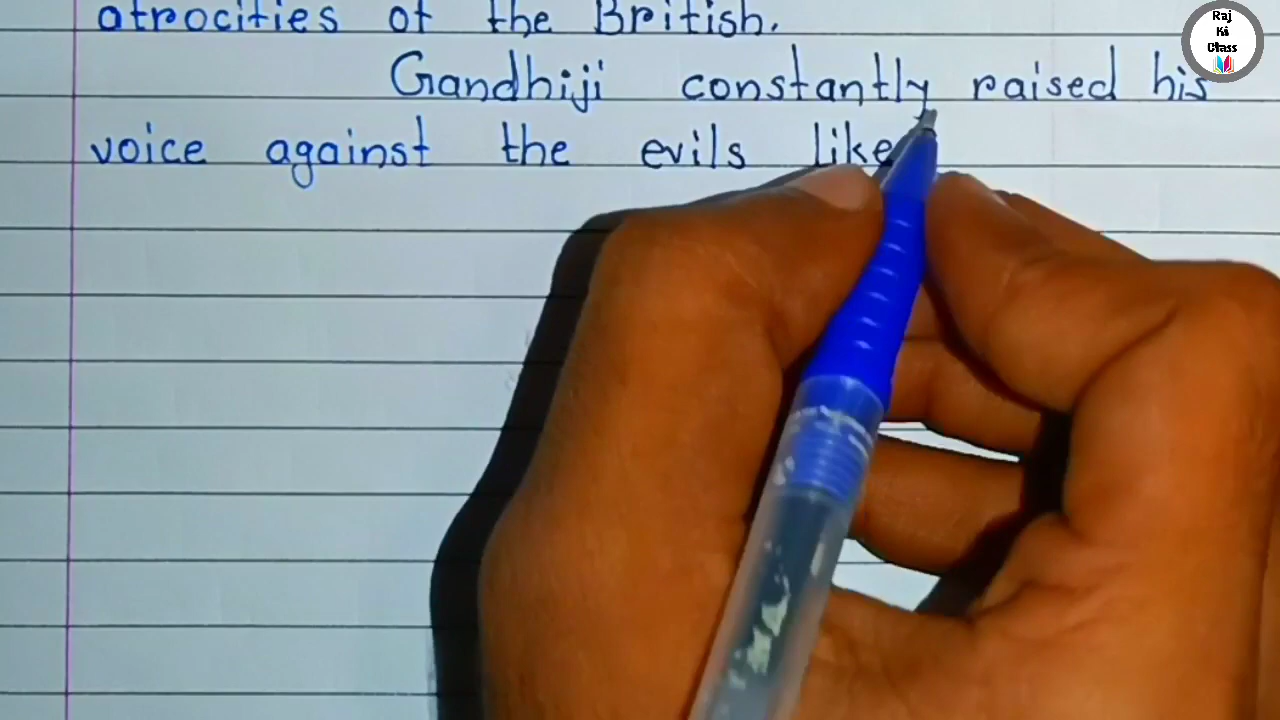 atrocities of the British.
Gandhiji constantly raised his
voice against the evils like
Raj
Ki
Class